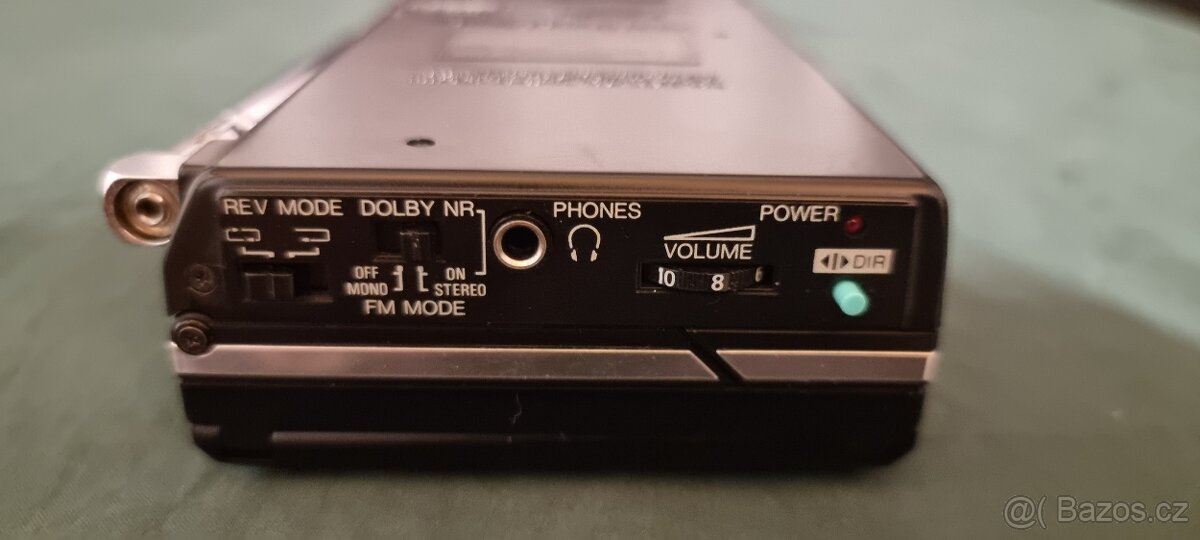 REV MODE
DOLBY NR
OFF
ON
MONO
STEREO
FM MODE
PHONES
VOLUME
10 8 6
POWER
DIR
@( Bazos.cz